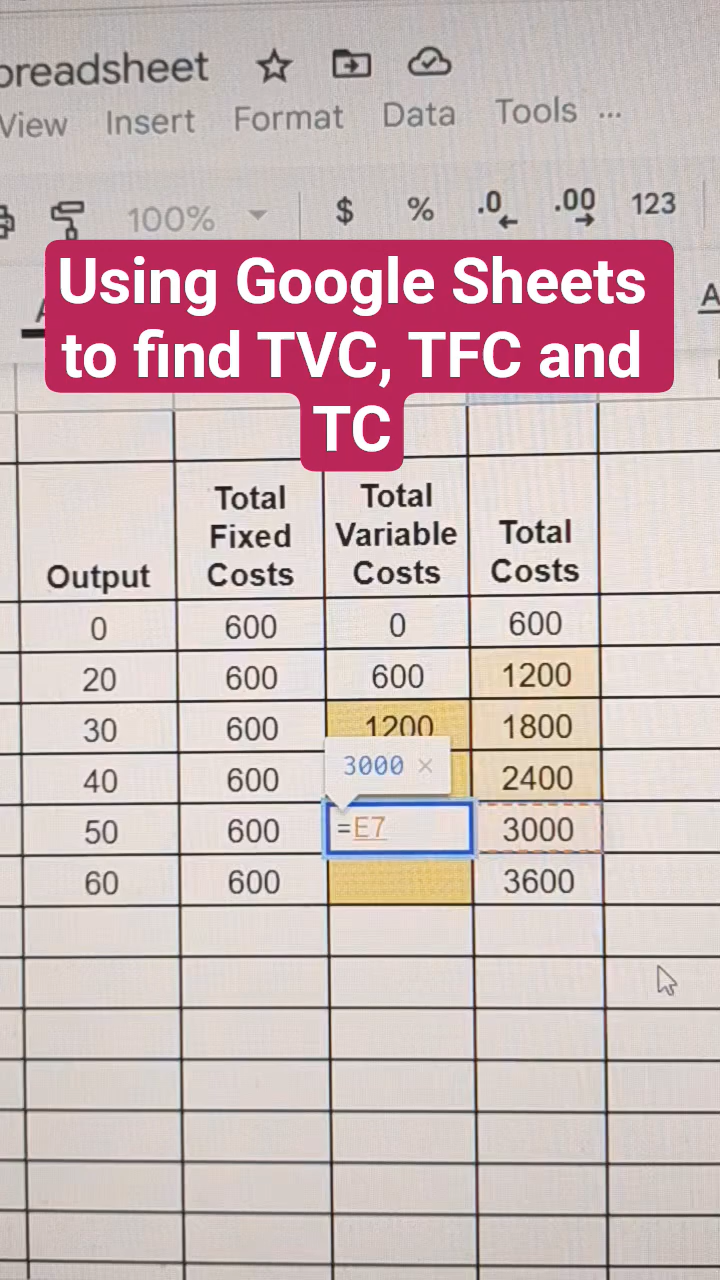 preadsheet
View Insert Format Data Tools ...
100% $ % .0 .00 123
Using Google Sheets
to find TVC, TFC and
TC
A
Output Total Fixed Costs Total Variable Costs Total Costs
0 600 0 600
20 600 600 1200
30 600 1200 1800
3000 ×
40 600 2400
50 600 =E7 3000
60 600 3600